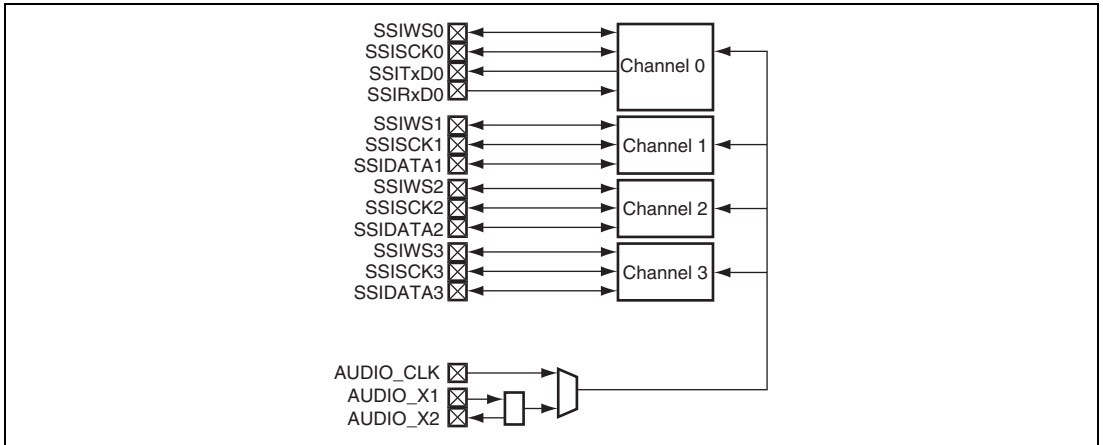 SSIWS0
SSISCK0
SSITxD0
SSIRxD0
Channel 0
SSIWS1
SSISCK1
SSIDATA1
Channel 1
SSIWS2
SSISCK2
SSIDATA2
Channel 2
SSIWS3
SSISCK3
SSIDATA3
Channel 3
AUDIO_CLK
AUDIO_X1
AUDIO_X2